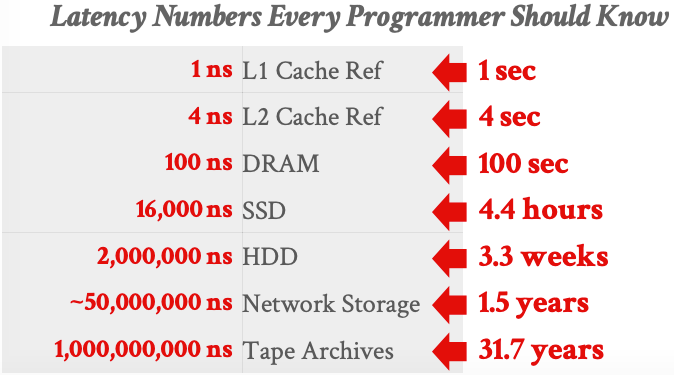 Latency Numbers Every Programmer Should Know
1 ns L1 Cache Ref 1 sec
4 ns L2 Cache Ref 4 sec
100 ns DRAM 100 sec
16,000 ns SSD 4.4 hours
2,000,000 ns HDD 3.3 weeks
~50,000,000 ns Network Storage 1.5 years
1,000,000,000 ns Tape Archives 31.7 years